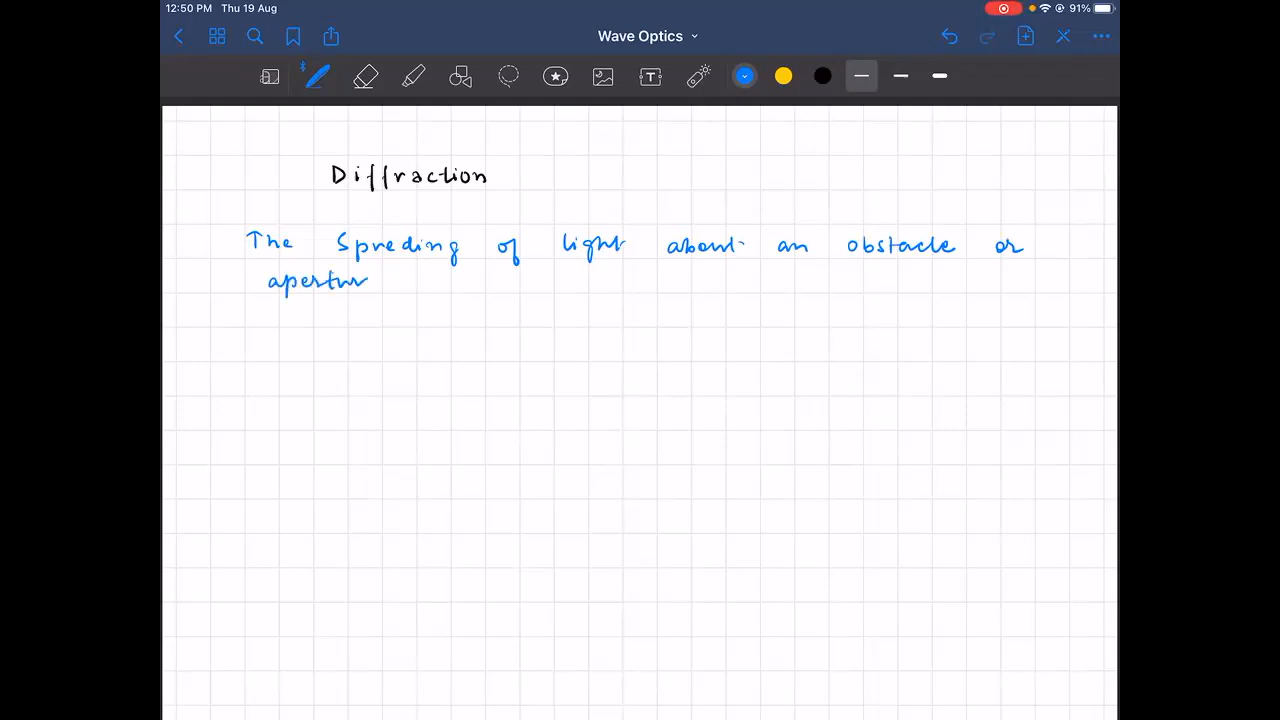 12:50 PM Thu 19 Aug 91%
Wave Optics
T
Diffraction
The Spreding of light about an obstacle or
apertur